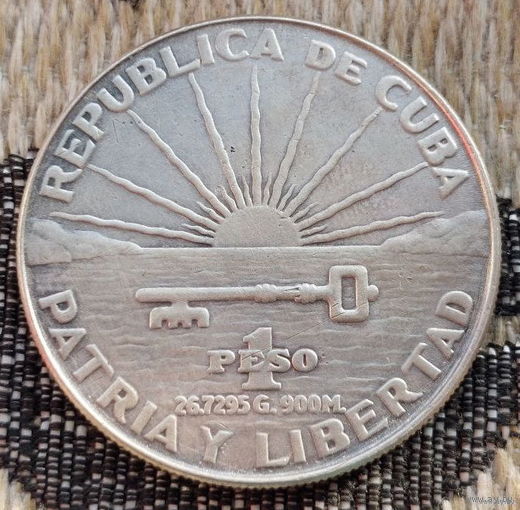 REPUBLICA DE CUBA
1
PESO
26.7295 G. 900M.
PATRIA Y LIBERTAD